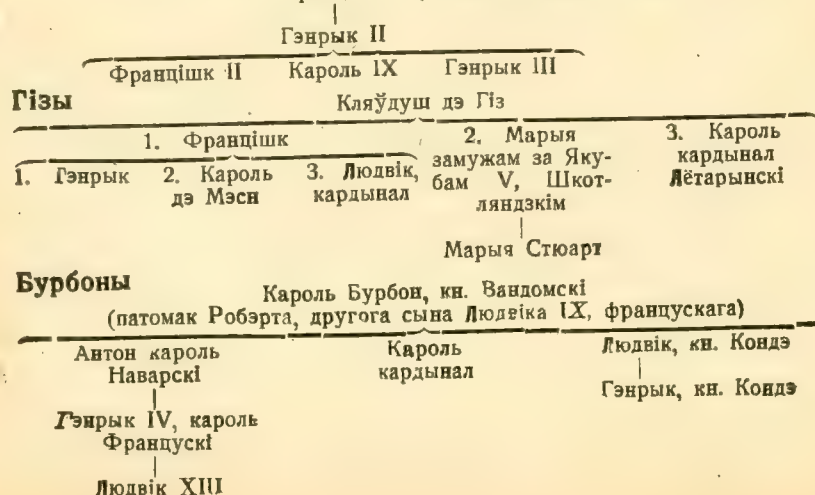 Гэнрык II
Францішк II Кароль IX Гэнрык III
Гізы
Кляўдуш дэ Гіз
1. Францішк
1. Гэнрык 2. Кароль дэ Мэсн 3. Людвік, кардынал
2. Марыя
замужам за Яку-
бам V, Шкот-
ляндзкім
Марыя Стюарт
3. Кароль
кардынал
Лётарынскі
Бурбоны
Кароль Бурбон, кн. Вандомскі
(патомак Робэрта, другога сына Людвіка IX, францускага)
Антон кароль
Наварскі
Гэнрык IV, кароль
Францускі
Людвік XIII
Кароль
кардынал
Людвік, кн. Кондэ
Гэнрык, кн. Кондэ